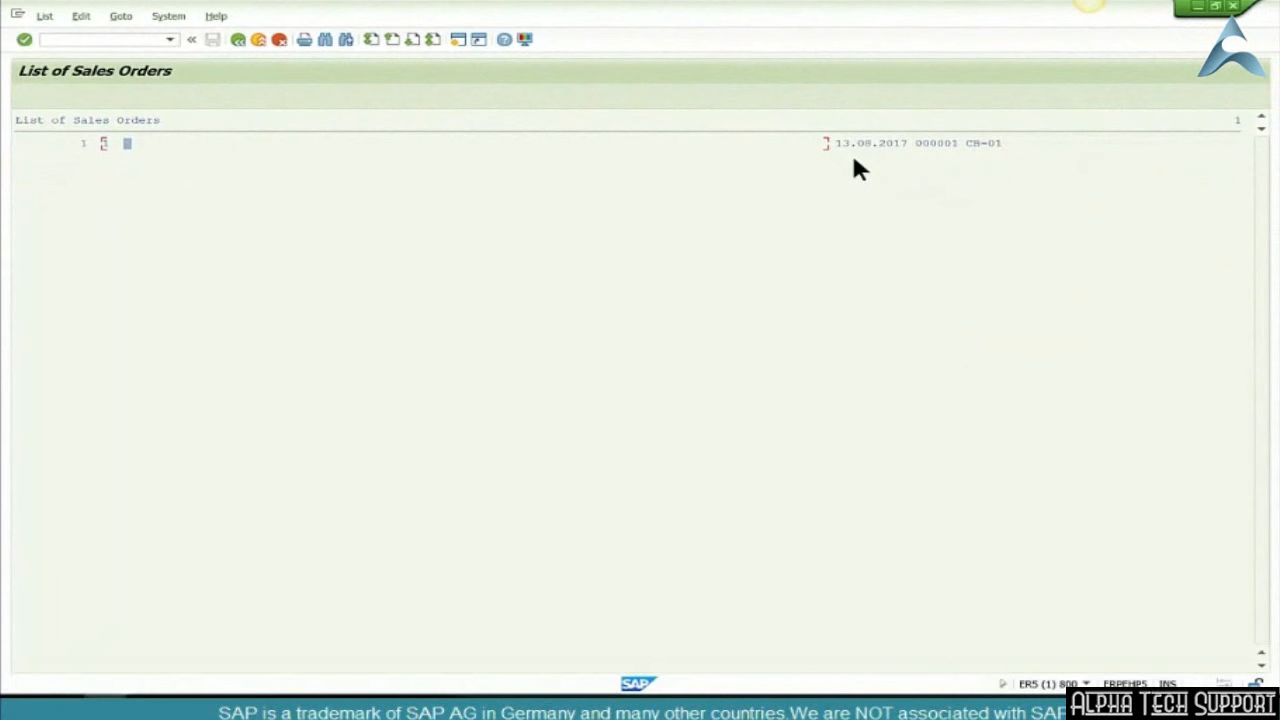 List Edit Goto System Help
List of Sales Orders
List of Sales Orders 1
1 13.08.2017 000001 CB-01
SAP
ER5 (1) 800 ERPEHP5 INS
SAP is a trademark of SAP AG in Germany and many other countries.We are NOT associated with SAP
ALPHA TECH SUPPORT